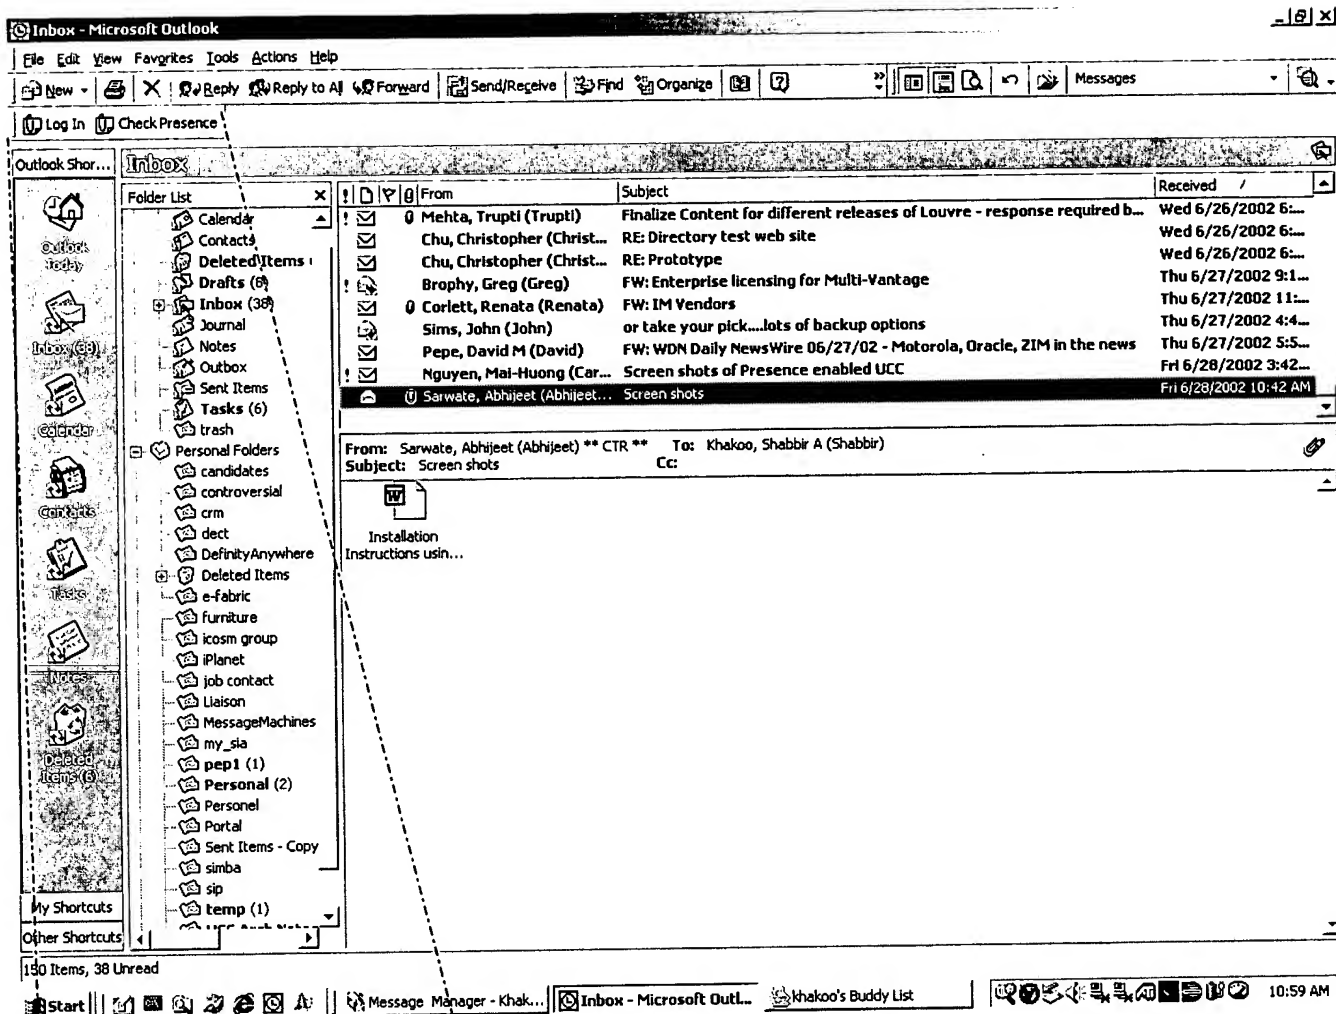 Inbox - Microsoft Outlook
File Edit View Favorites Tools Actions Help
New Reply Reply to All Forward Send/Receive Find Organize Messages
Log In Check Presence
Outlook Shor... Inbox
Outlook Today
Inbox (38)
Calendar
Contacts
Tasks
Notes
Deleted Items (6)
My Shortcuts
Other Shortcuts
Folder List
Calendar
Contacts
Deleted Items
Drafts (6)
Inbox (38)
Journal
Notes
Outbox
Sent Items
Tasks (6)
trash
Personal Folders
candidates
controversial
crm
dect
DefinityAnywhere
Deleted Items
e-fabric
furniture
icosm group
iPlanet
job contact
Liaison
MessageMachines
my_sia
pep1 (1)
Personal (2)
Personel
Portal
Sent Items - Copy
simba
sip
temp (1)
From Subject Received
Mehta, Trupti (Trupti) Finalize Content for different releases of Louvre - response required b... Wed 6/26/2002 6:...
Chu, Christopher (Christ... RE: Directory test web site Wed 6/26/2002 6:...
Chu, Christopher (Christ... RE: Prototype Wed 6/26/2002 6:...
Brophy, Greg (Greg) FW: Enterprise licensing for Multi-Vantage Thu 6/27/2002 9:1...
Corlett, Renata (Renata) FW: IM Vendors Thu 6/27/2002 11:...
Sims, John (John) or take your pick....lots of backup options Thu 6/27/2002 4:4...
Pepe, David M (David) FW: WDN Daily NewsWire 06/27/02 - Motorola, Oracle, ZIM in the news Thu 6/27/2002 5:5...
Nguyen, Mai-Huong (Car... Screen shots of Presence enabled UCC Fri 6/28/2002 3:42...
Sarwate, Abhijeet (Abhijeet... Screen shots Fri 6/28/2002 10:42 AM
From: Sarwate, Abhijeet (Abhijeet) ** CTR ** To: Khakoo, Shabbir A (Shabbir)
Subject: Screen shots Cc:
Installation
Instructions usin...
150 Items, 38 Unread
Start Message Manager - Khak... Inbox - Microsoft Outl... khakoo's Buddy List 10:59 AM